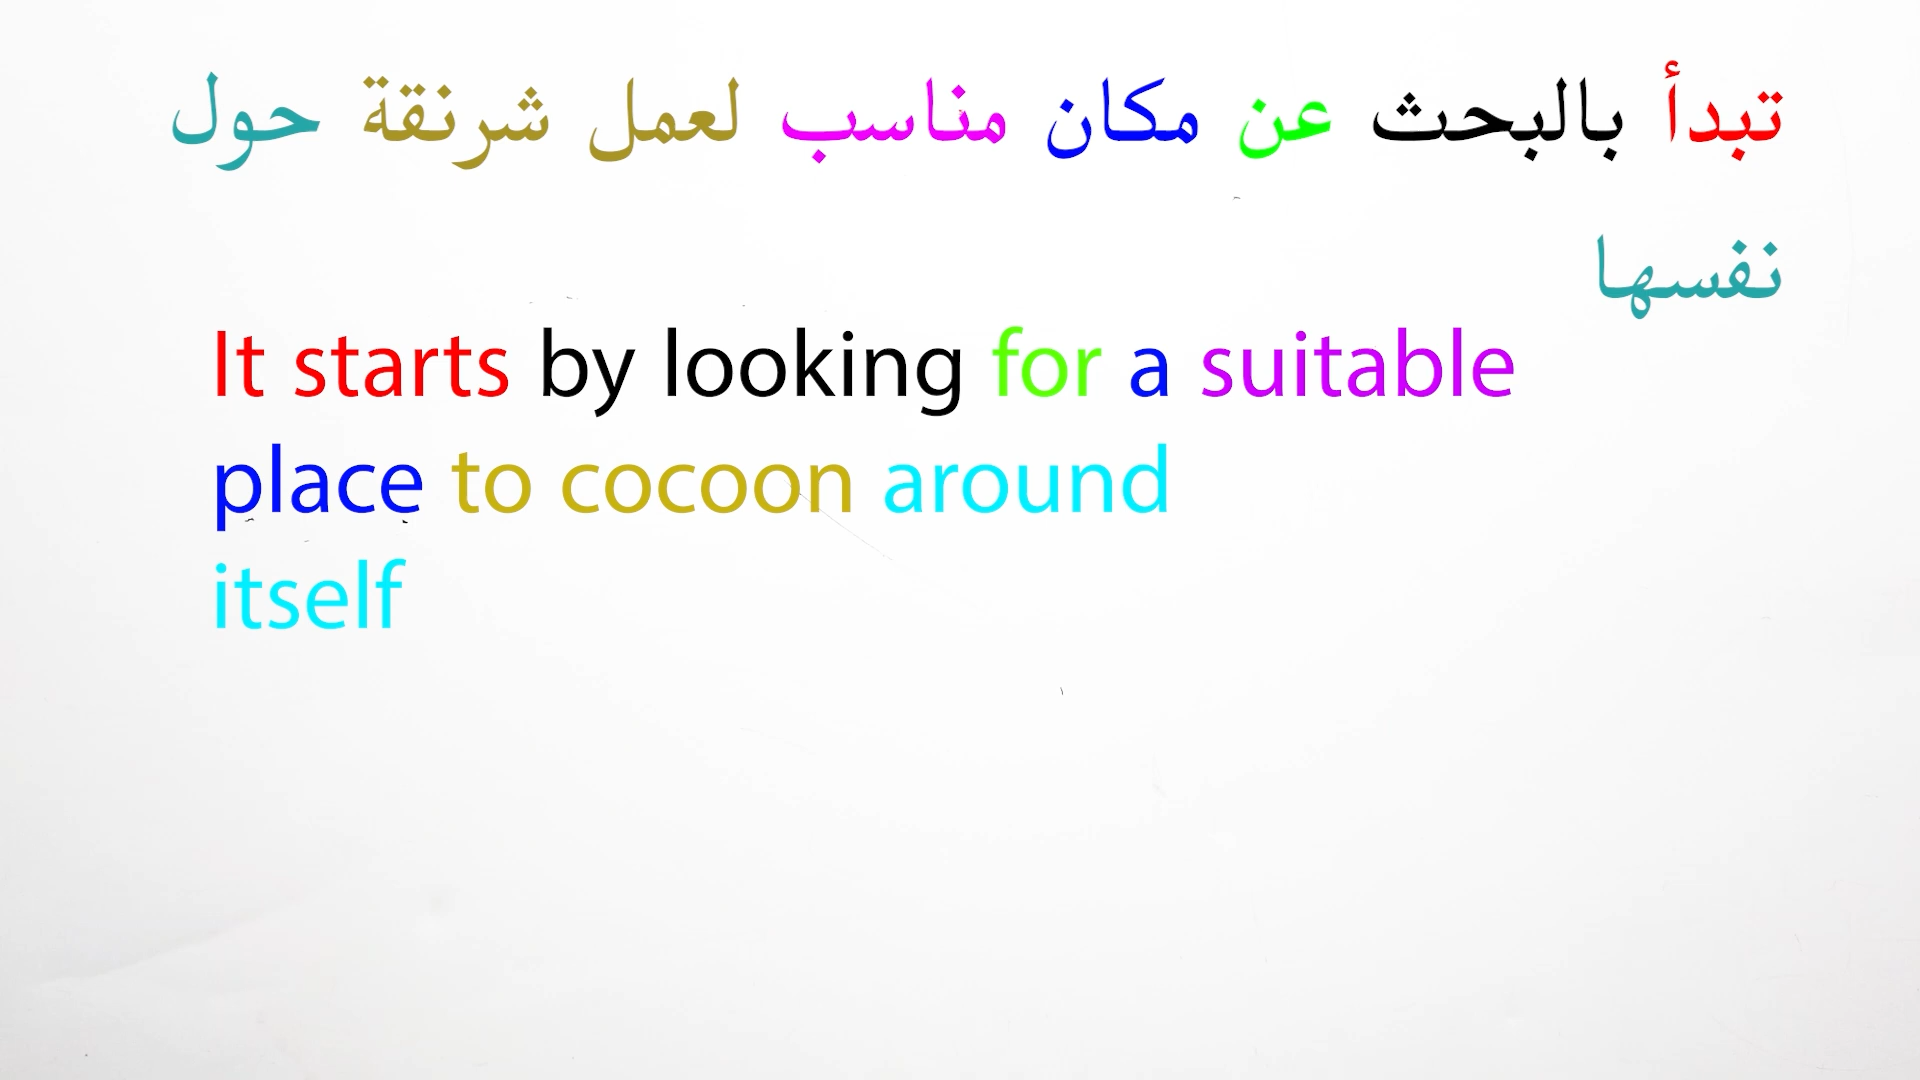 تبدأ بالبحث عن مكان مناسب لعمل شرنقة حول
نفسها
It starts by looking for a suitable
place to cocoon around
itself